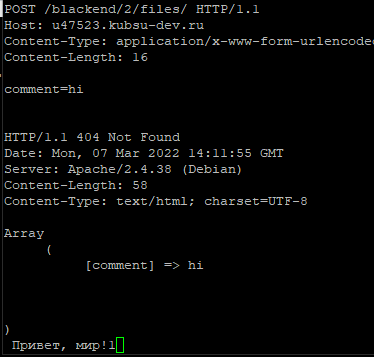 POST /blackend/2/files/ HTTP/1.1
Host: u47523.kubsu-dev.ru
Content-Type: application/x-www-form-urlencoded
Content-Length: 16
comment=hi
HTTP/1.1 404 Not Found
Date: Mon, 07 Mar 2022 14:11:55 GMT
Server: Apache/2.4.38 (Debian)
Content-Length: 58
Content-Type: text/html; charset=UTF-8
Array
(
[comment] => hi
)
Привет, мир!1